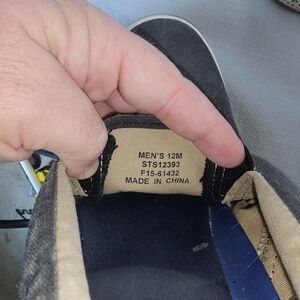 MEN'S 12M
STS12393
F15-61432
MADE IN CHINA